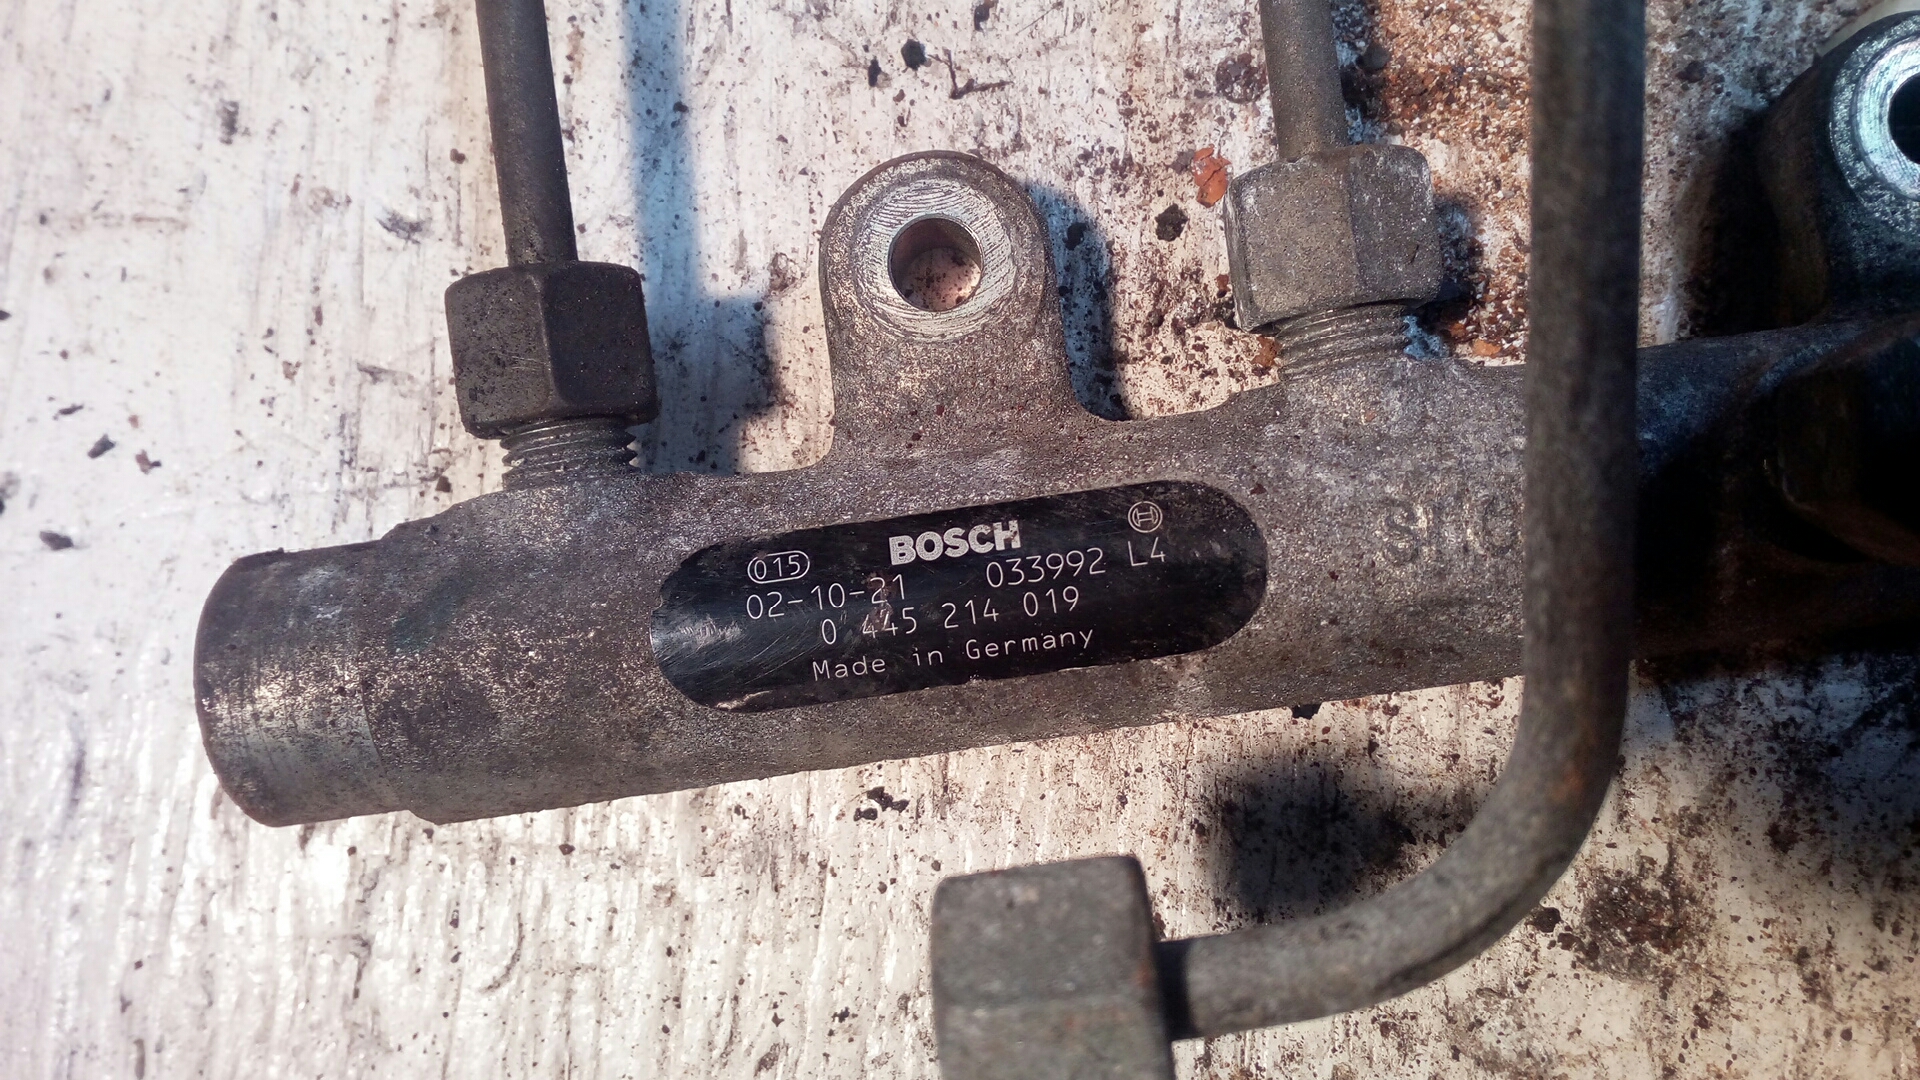 BOSCH
015
02-10-21 033992 L4
0 445 214 019
Made in Germany